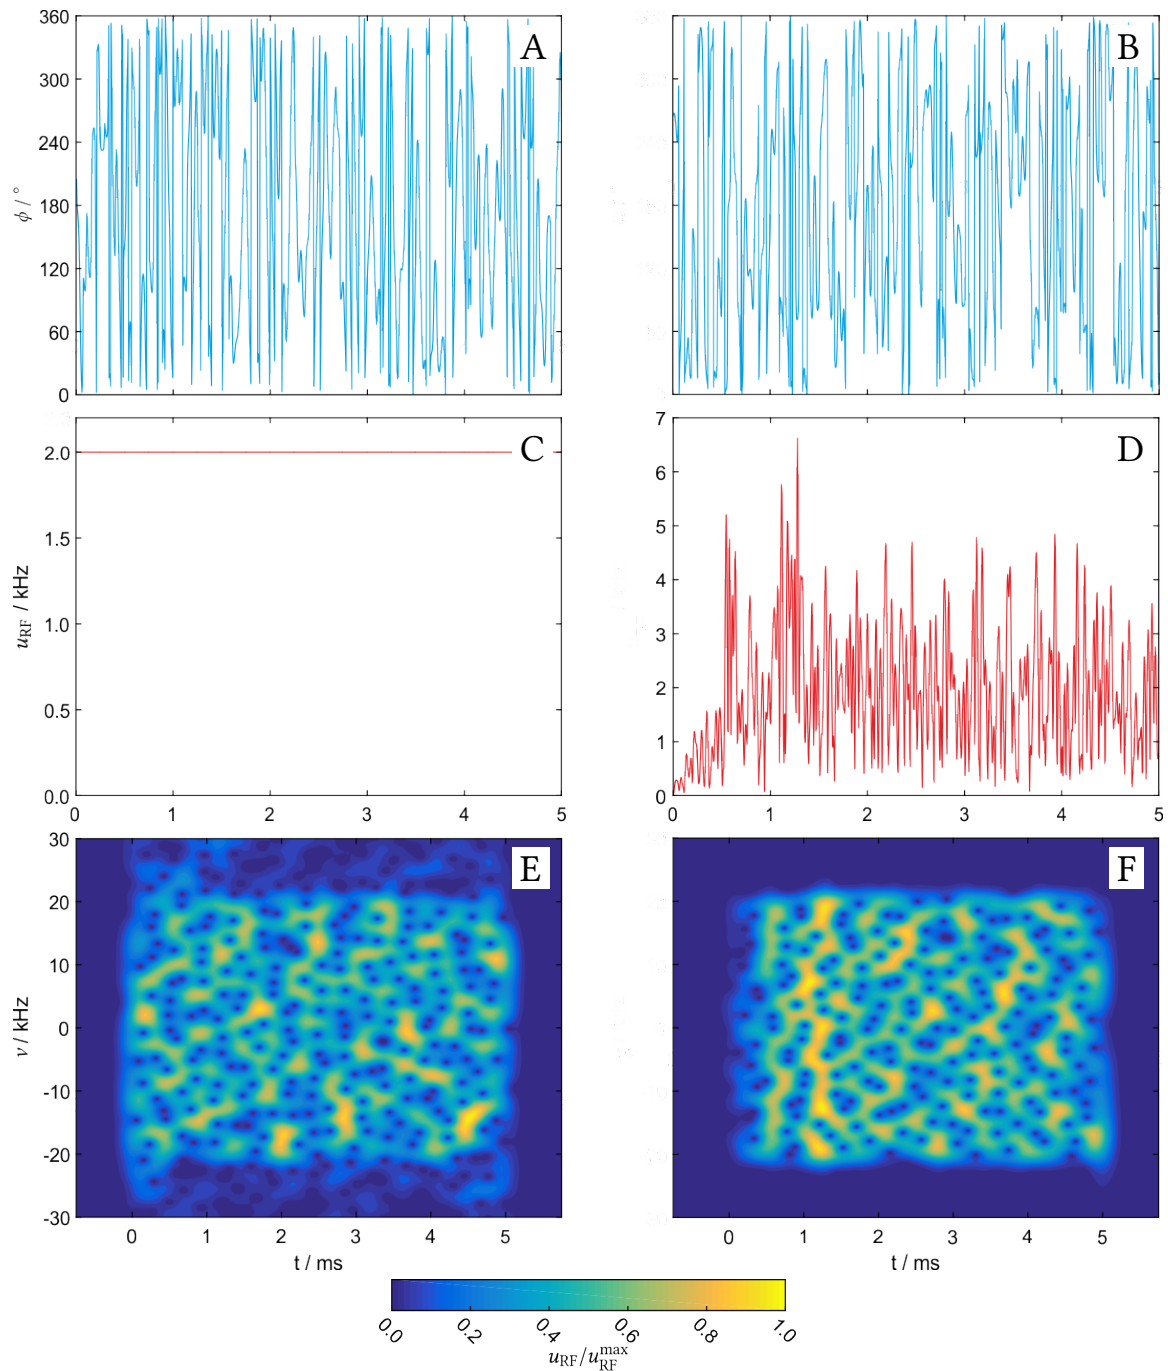 360
300
240
180
120
60
0
ϕ / °
A
B
2.0
1.5
1.0
0.5
0.0
u_RF / kHz
0 1 2 3 4 5
C
7
6
5
4
3
2
1
0
0 1 2 3 4 5
D
30
20
10
0
-10
-20
-30
ν / kHz
E
F
0 1 2 3 4 5
t / ms
0 1 2 3 4 5
t / ms
0.0 0.2 0.4 0.6 0.8 1.0
u_RF/u_RF^max